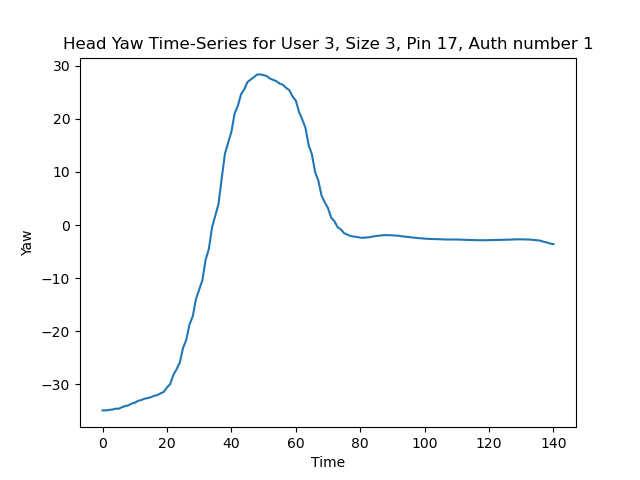 Head Yaw Time-Series for User 3, Size 3, Pin 17, Auth number 1
30
20
10
0
−10
−20
−30
Yaw
0 20 40 60 80 100 120 140
Time